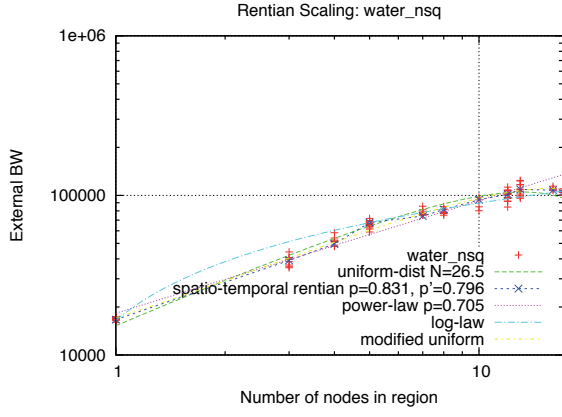 Rentian Scaling: water_nsq
1e+06
100000
10000
External BW
water_nsq
uniform-dist N=26.5
spatio-temporal rentian p=0.831, p'=0.796
power-law p=0.705
log-law
modified uniform
1 10
Number of nodes in region